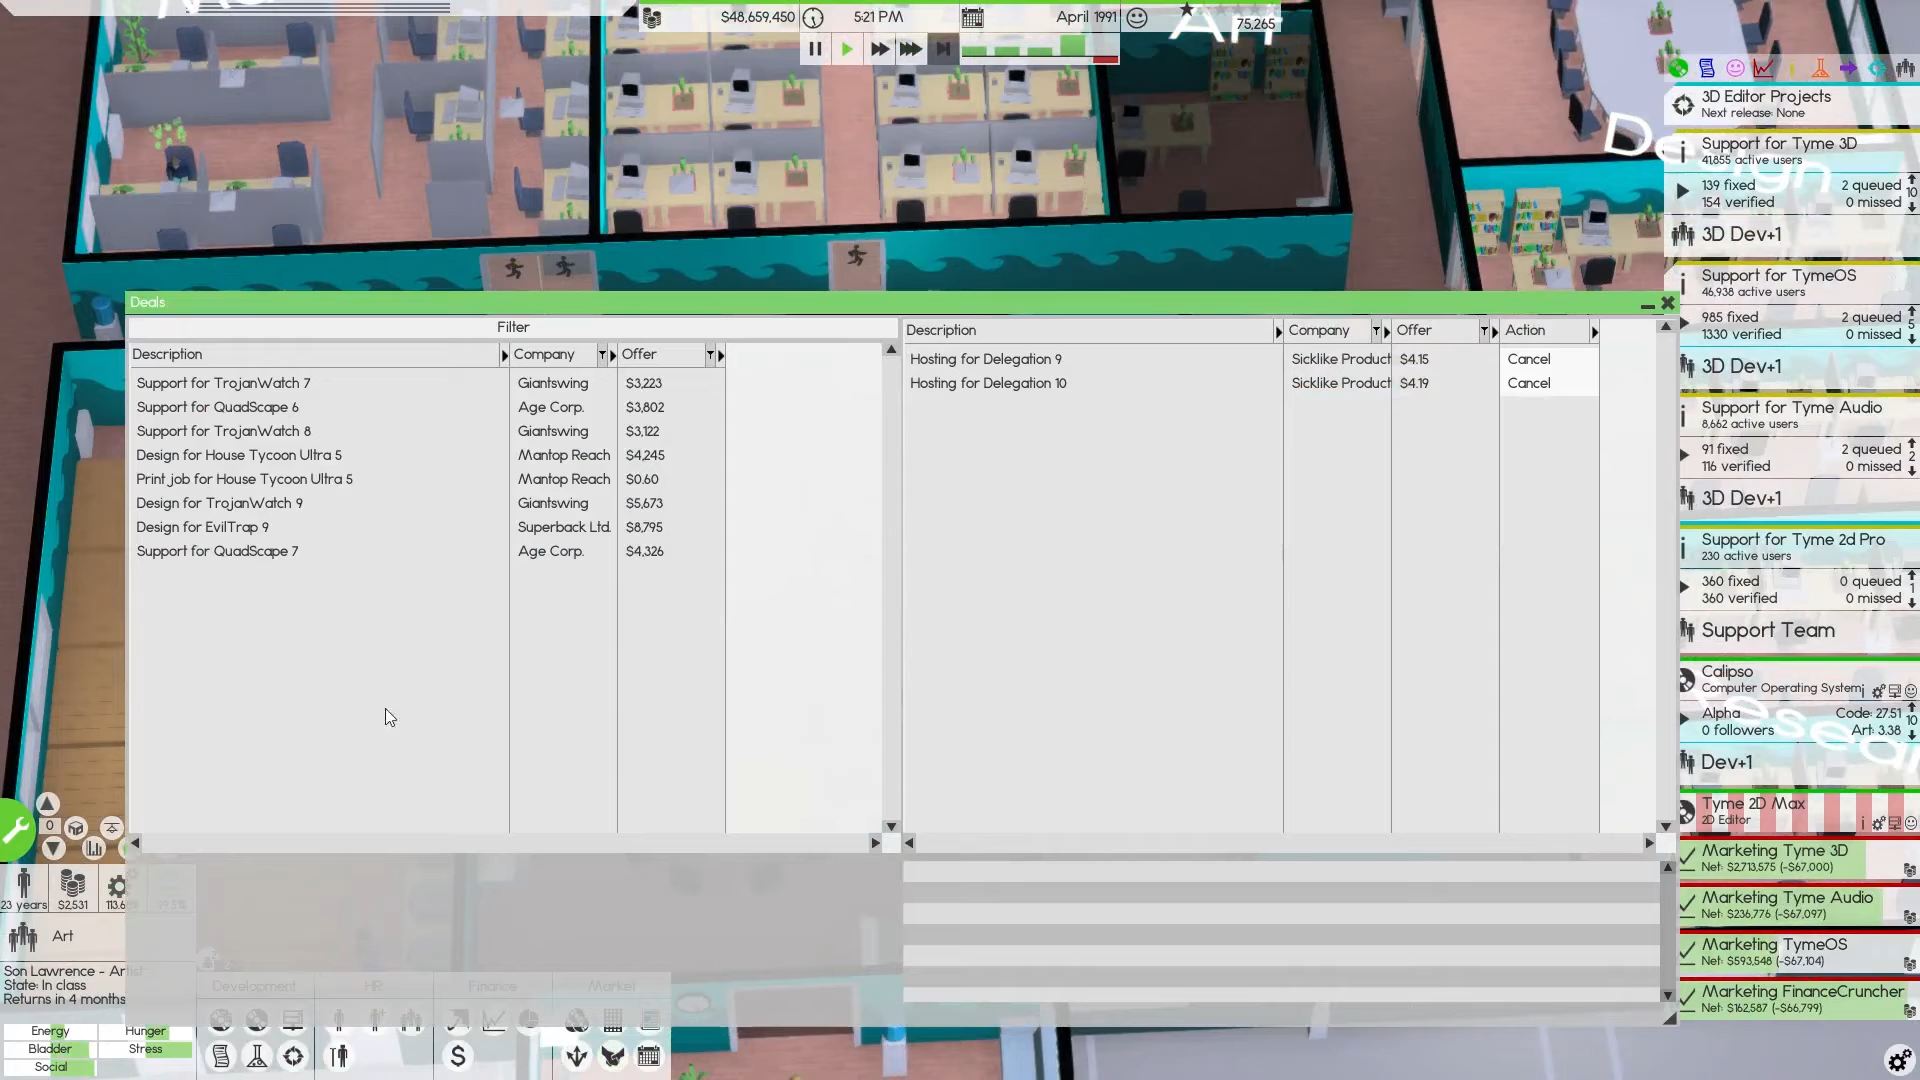 $48,659,450
5:21 PM
April 1991
75,265
3D Editor Projects
Next release: None
Support for Tyme 3D
41,855 active users
139 fixed 2 queued
154 verified 0 missed
10
3D Dev+1
Support for TymeOS
46,938 active users
985 fixed 2 queued
1330 verified 0 missed
5
3D Dev+1
Support for Tyme Audio
8,662 active users
91 fixed 2 queued
116 verified 0 missed
2
3D Dev+1
Support for Tyme 2d Pro
230 active users
360 fixed 0 queued
360 verified 0 missed
1
Support Team
Calipso
Computer Operating System
Alpha Code: 27.51
0 followers Art: 3.38
10
Dev+1
Tyme 2D Max
2D Editor
Marketing Tyme 3D
Net: $2,713,575 (-$67,000)
Marketing Tyme Audio
Net: $236,776 (-$67,097)
Marketing TymeOS
Net: $593,548 (-$67,104)
Marketing FinanceCruncher
Net: $162,587 (-$66,799)
Design
Deals
Filter
Description Company Offer
Support for TrojanWatch 7 Giantswing $3,223
Support for QuadScape 6 Age Corp. $3,802
Support for TrojanWatch 8 Giantswing $3,122
Design for House Tycoon Ultra 5 Mantop Reach $4,245
Print job for House Tycoon Ultra 5 Mantop Reach $0.60
Design for TrojanWatch 9 Giantswing $5,673
Design for EvilTrap 9 Superback Ltd. $8,795
Support for QuadScape 7 Age Corp. $4,326
Description Company Offer Action
Hosting for Delegation 9 Sicklike Product $4.15 Cancel
Hosting for Delegation 10 Sicklike Product $4.19 Cancel
0
23 years $2,531
Art
Son Lawrence - Artist
State: In class
Returns in 4 months
Energy Hunger
Bladder Stress
Social
Development HR Finance Market
$